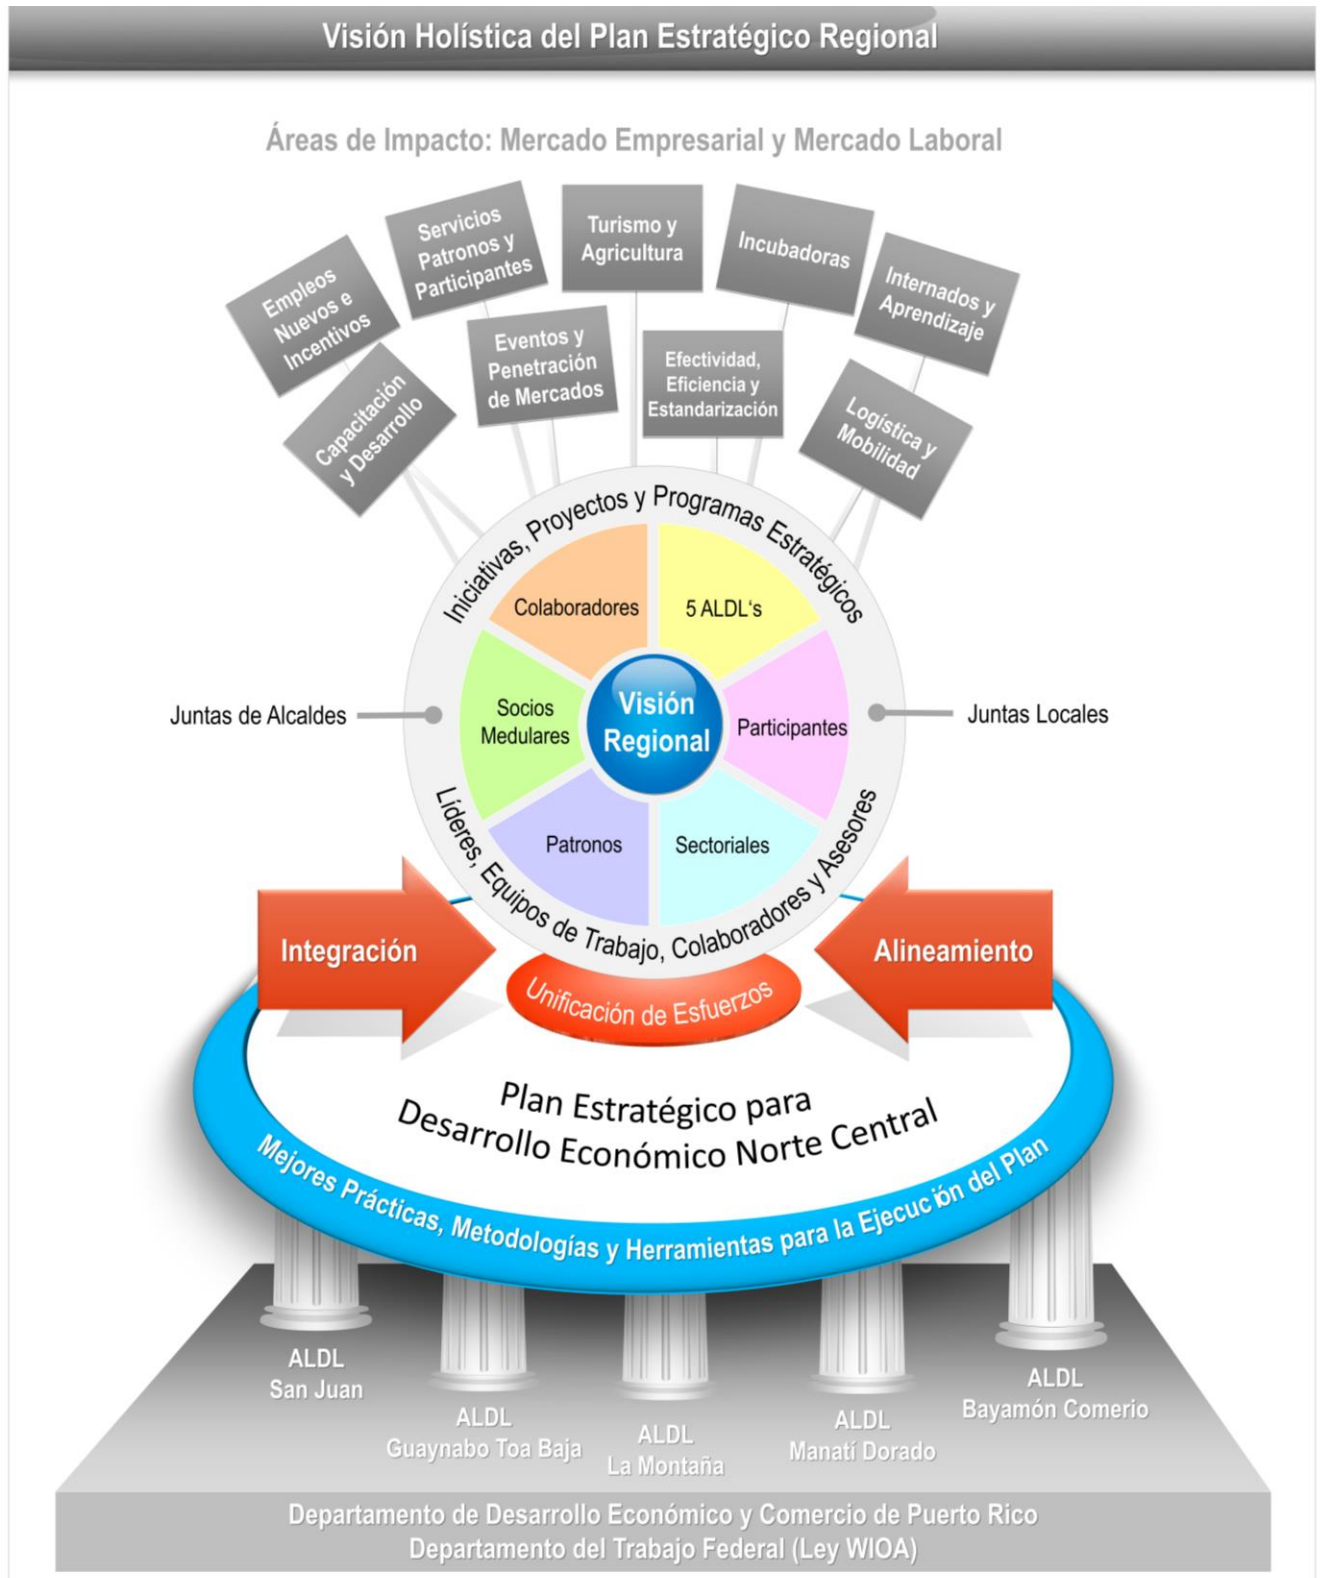 Visión Holística del Plan Estratégico Regional
Áreas de Impacto: Mercado Empresarial y Mercado Laboral
Empleos
Nuevos e
Incentivos
Servicios
Patronos y
Participantes
Turismo y
Agricultura
Incubadoras
Internados y
Aprendizaje
Capacitación
y Desarrollo
Eventos y
Penetración
de Mercados
Efectividad,
Eficiencia y
Estandarización
Logística y
Mobilidad
Iniciativas, Proyectos y Programas Estratégicos
Colaboradores
5 ALDL‘s
Socios
Medulares
Visión
Regional
Participantes
Patronos
Sectoriales
Juntas de Alcaldes
Juntas Locales
Líderes, Equipos de Trabajo, Colaboradores y Asesores
Integración
Alineamiento
Unificación de Esfuerzos
Plan Estratégico para
Desarrollo Económico Norte Central
Mejores Prácticas, Metodologías y Herramientas para la Ejecución del Plan
ALDL
San Juan
ALDL
Guaynabo Toa Baja
ALDL
La Montaña
ALDL
Manatí Dorado
ALDL
Bayamón Comerio
Departamento de Desarrollo Económico y Comercio de Puerto Rico
Departamento del Trabajo Federal (Ley WIOA)